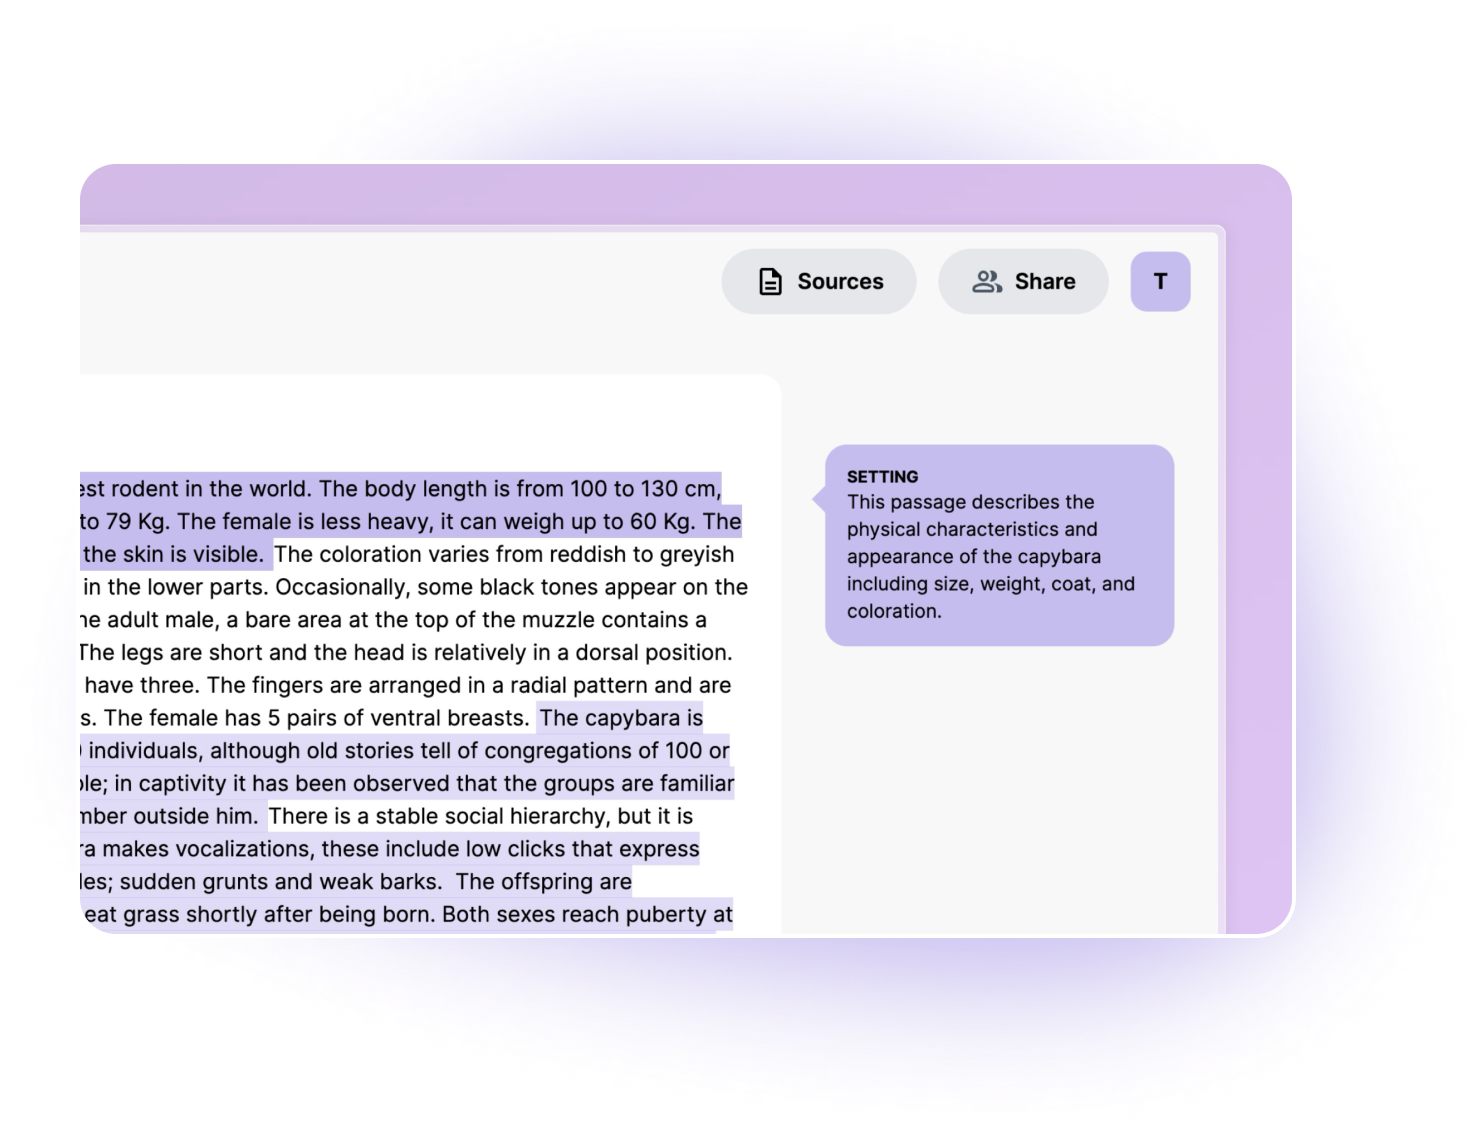 Sources
Share
T
est rodent in the world. The body length is from 100 to 130 cm,
to 79 Kg. The female is less heavy, it can weigh up to 60 Kg. The
the skin is visible. The coloration varies from reddish to greyish
in the lower parts. Occasionally, some black tones appear on the
ne adult male, a bare area at the top of the muzzle contains a
The legs are short and the head is relatively in a dorsal position.
have three. The fingers are arranged in a radial pattern and are
s. The female has 5 pairs of ventral breasts. The capybara is
individuals, although old stories tell of congregations of 100 or
ble; in captivity it has been observed that the groups are familiar
mber outside him. There is a stable social hierarchy, but it is
ra makes vocalizations, these include low clicks that express
les; sudden grunts and weak barks. The offspring are
eat grass shortly after being born. Both sexes reach puberty at
SETTING
This passage describes the
physical characteristics and
appearance of the capybara
including size, weight, coat, and
coloration.